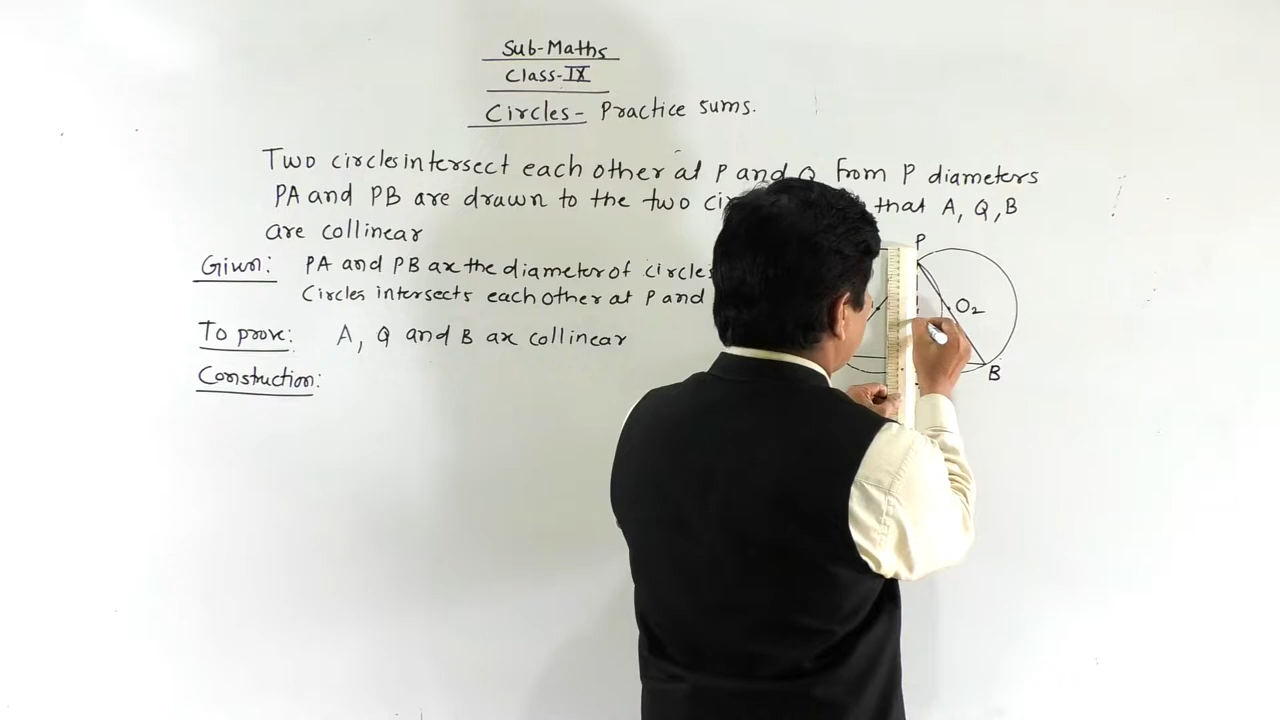 Sub-Maths
Class-IX
Circles- Practice sums.
Two circles intersect each other at P and Q From P diameters
PA and PB are drawn to the two that A, Q, B
are collinear
Given: PA and PB are the diameter of circles
Circles intersects each other at P and
To prove: A, Q and B are collinear
Construction:
P
O2
B